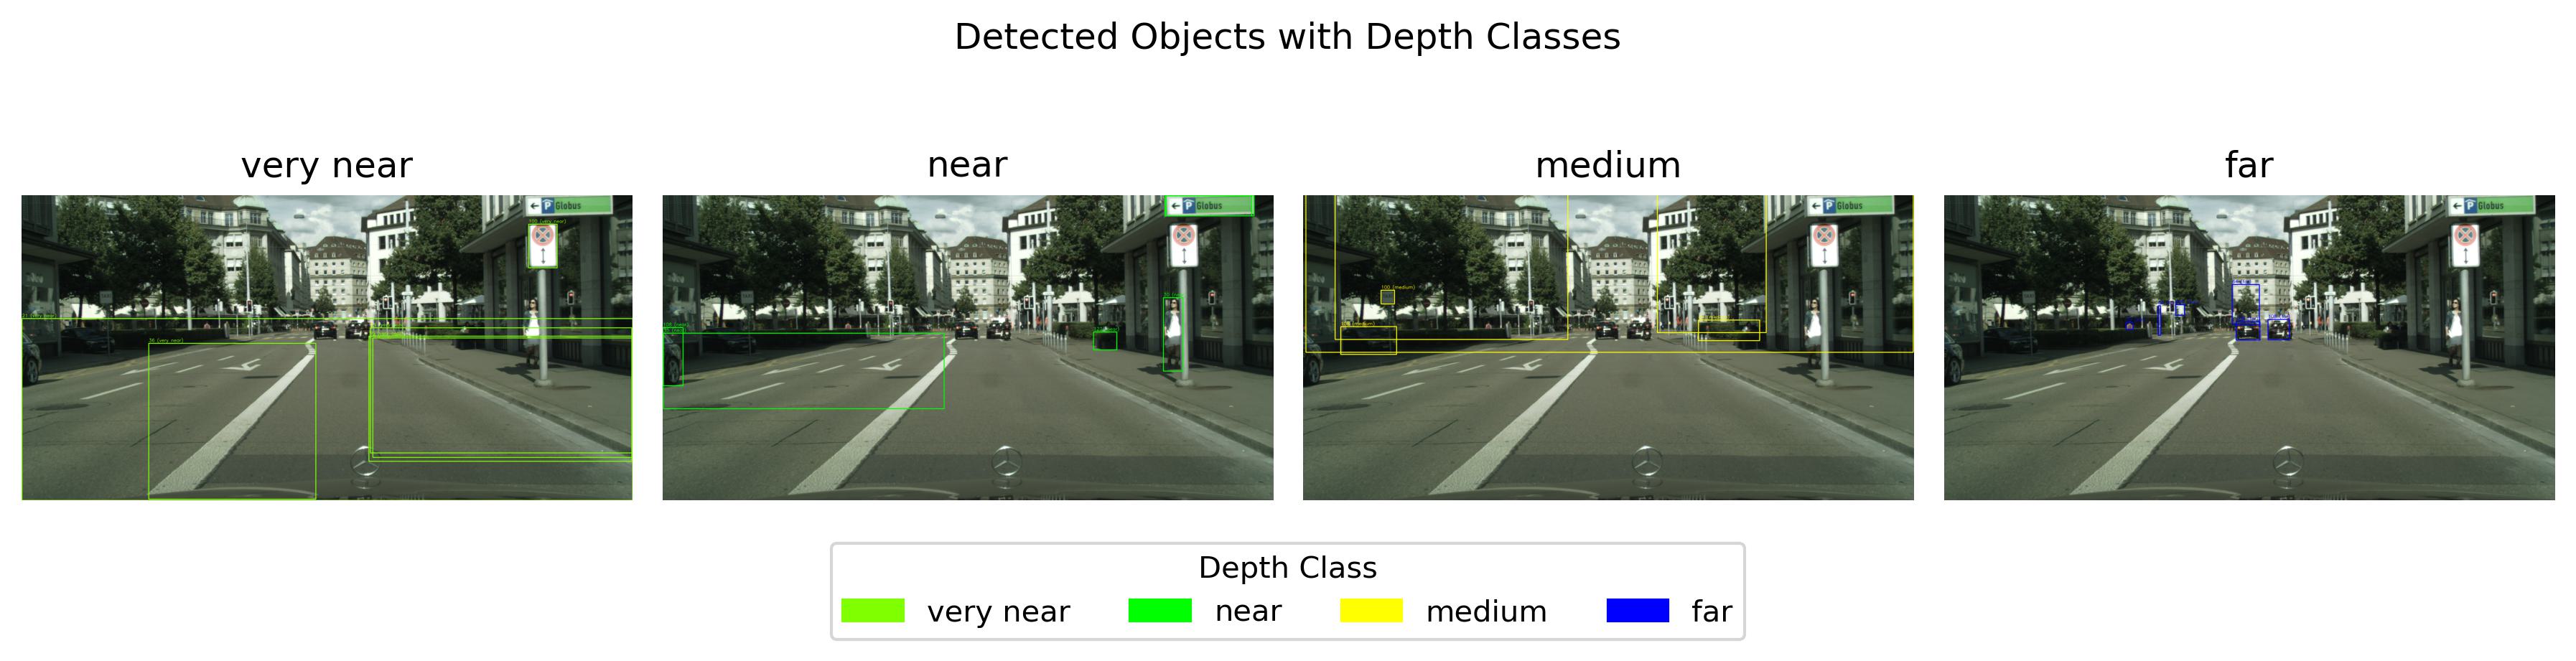 Detected Objects with Depth Classes
very near
near
medium
far
← P Globus
← P Globus
← P Globus
← P Globus
Depth Class
very near
near
medium
far